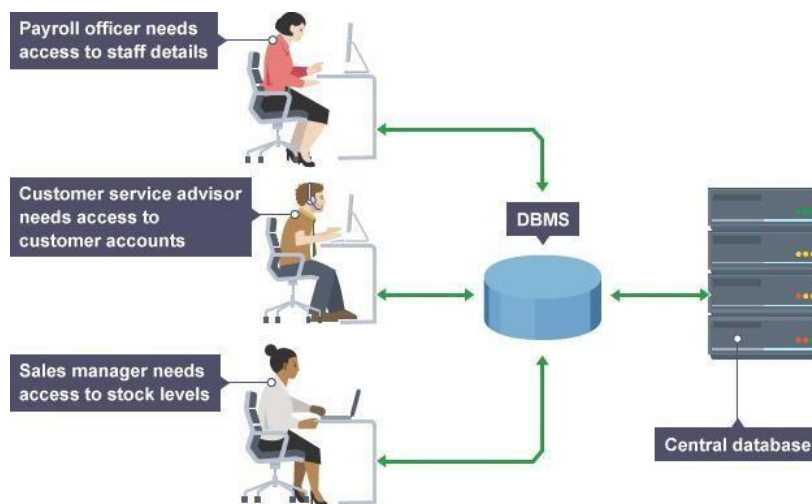 Payroll officer needs
access to staff details
Customer service advisor
needs access to
customer accounts
DBMS
Sales manager needs
access to stock levels
Central database